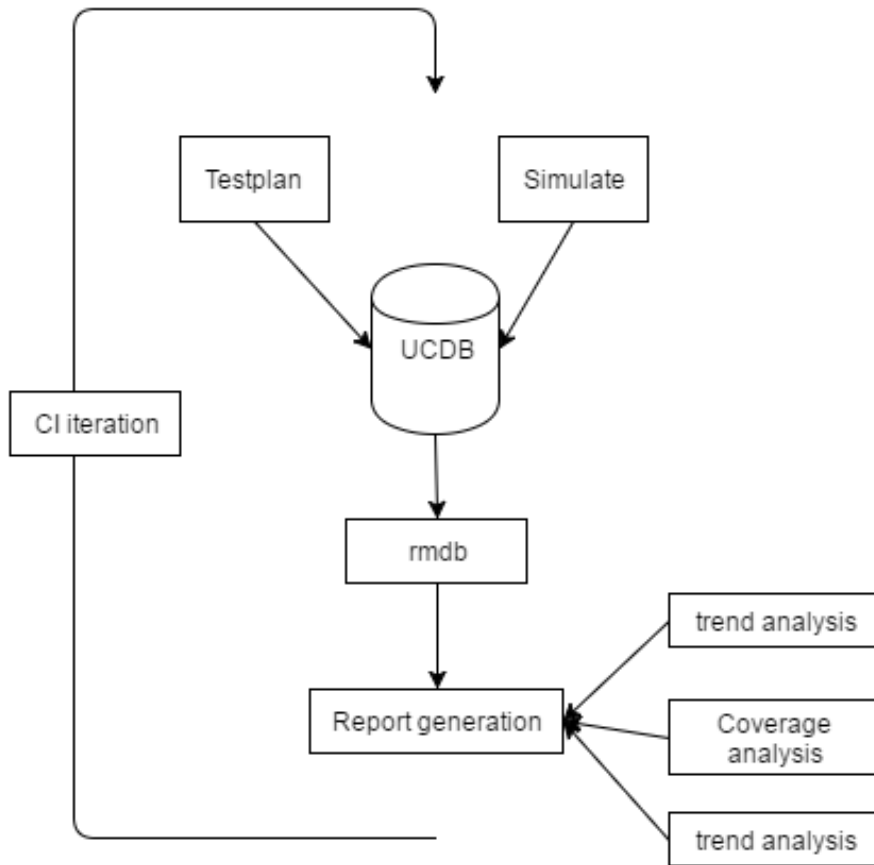 Testplan
Simulate
UCDB
CI iteration
rmdb
trend analysis
Report generation
Coverage
analysis
trend analysis